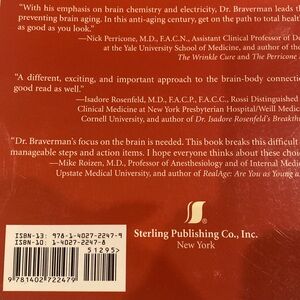 "With his emphasis on brain chemistry and electricity, Dr. Braverman leads th
preventing brain aging. In this anti-aging century, get on the path to total healt
as good as you look."
—Nick Perricone, M.D., F.A.C.N., Assistant Clinical Professor of De
at the Yale University School of Medicine, and author of the
The Wrinkle Cure and The Perricone
"A different, exciting, and important approach to the brain-body connecti
good read as well."
—Isadore Rosenfeld, M.D., F.A.C.P., F.A.C.C., Rossi Distinguished
Clinical Medicine at New York Presbyterian Hospital/Weill Medic
Cornell University, and author of Dr. Isadore Rosenfeld's Breakth
"Dr. Braverman's focus on the brain is needed. This book breaks this difficult
manageable steps and action items. I hope everyone thinks about these choic
—Mike Roizen, M.D., Professor of Anesthesiology and of Internal Medic
Upstate Medical University, and author of RealAge: Are You as Young a
S
®
Sterling Publishing Co., Inc.
New York
ISBN-13: 978-1-4027-2247-9
ISBN-10: 1-4027-2247-8
51295>
9 781402 722479